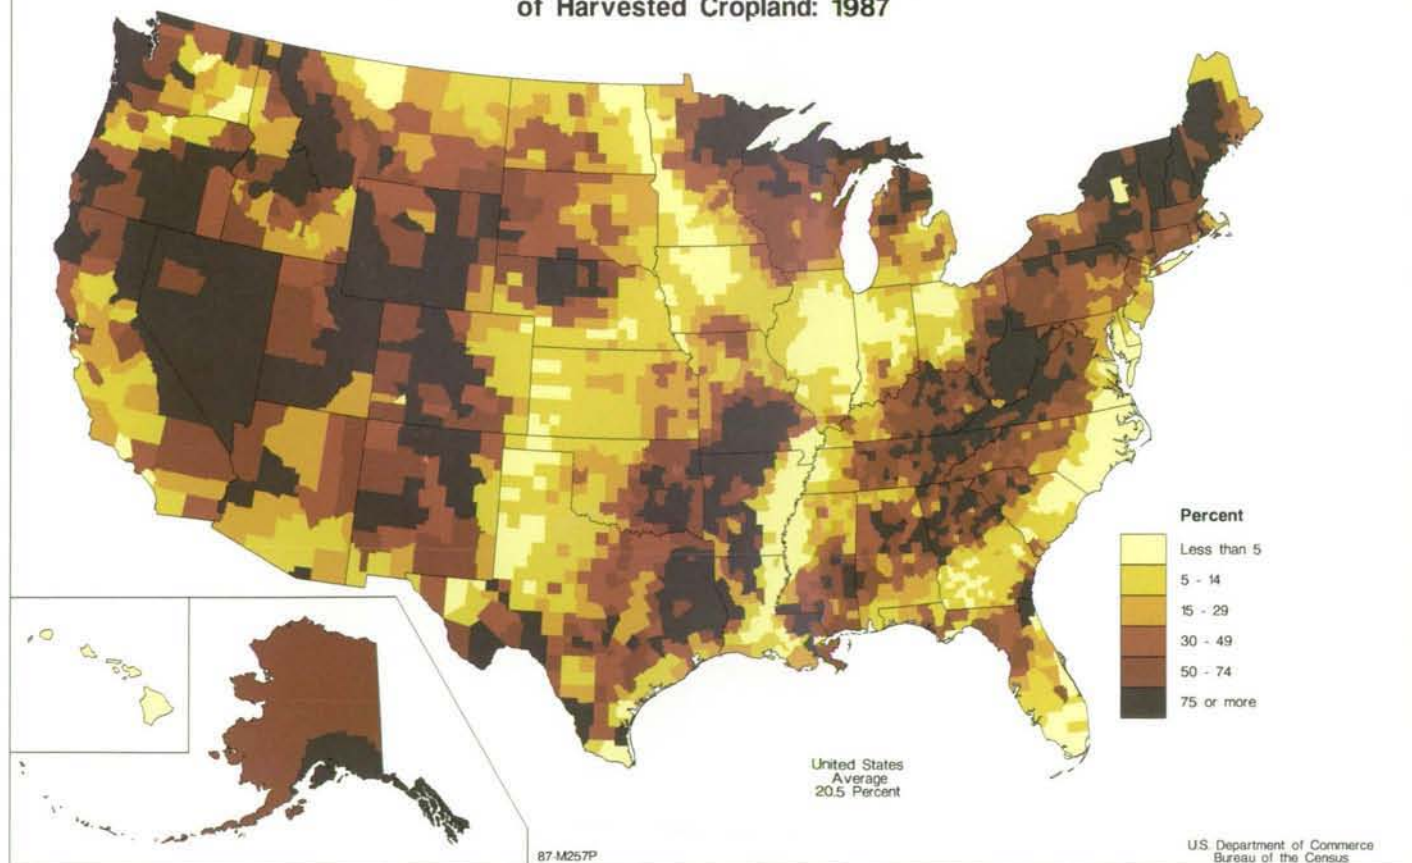 of Harvested Cropland: 1987
Percent
Less than 5
5 - 14
15 - 29
30 - 49
50 - 74
75 or more
United States
Average
20.5 Percent
87-M257P
U.S. Department of Commerce
Bureau of the Census